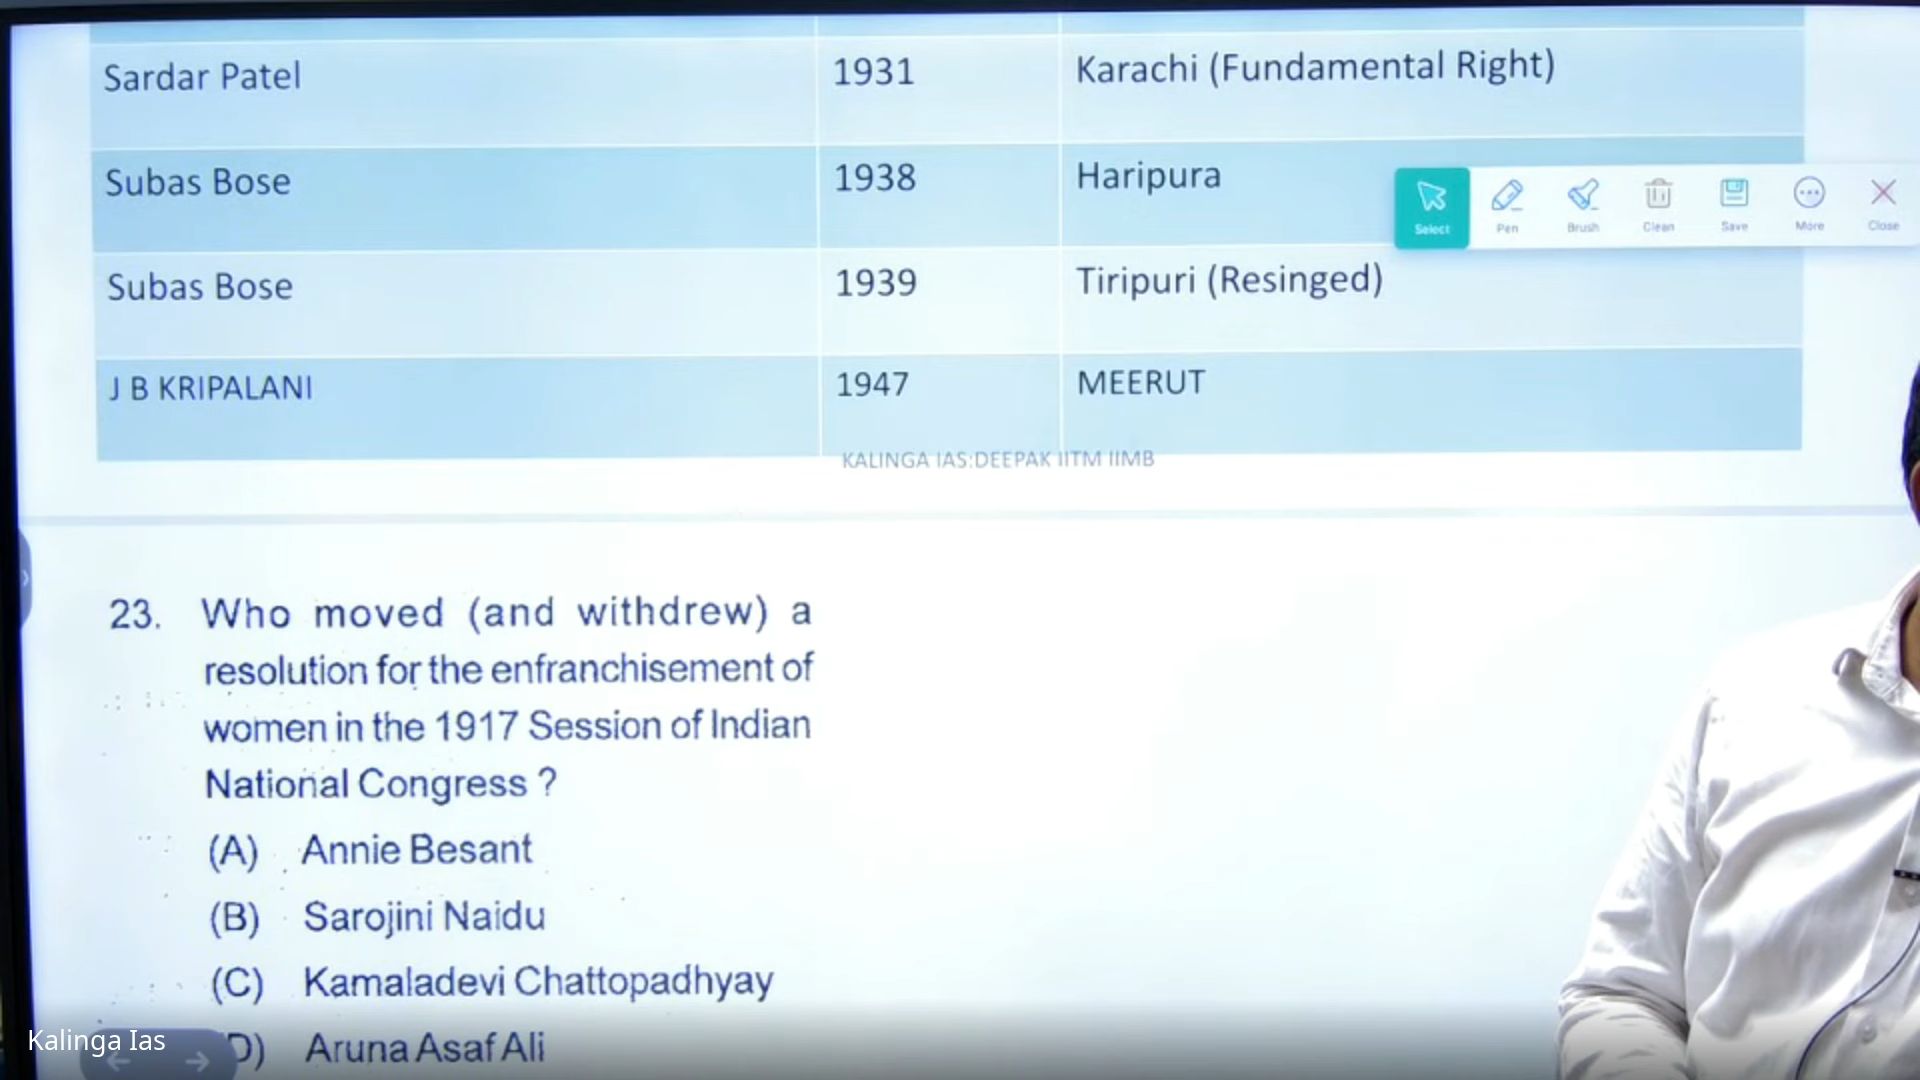 Sardar Patel 1931 Karachi (Fundamental Right)
Subas Bose 1938 Haripura
Select Pen Brush Clean Save More Close
Subas Bose 1939 Tiripuri (Resinged)
J B KRIPALANI 1947 MEERUT
KALINGA IAS:DEEPAK IITM IIMB
23. Who moved (and withdrew) a
resolution for the enfranchisement of
women in the 1917 Session of Indian
National Congress ?
(A) Annie Besant
(B) Sarojini Naidu
(C) Kamaladevi Chattopadhyay
Kalinga Ias
D) Aruna Asaf Ali